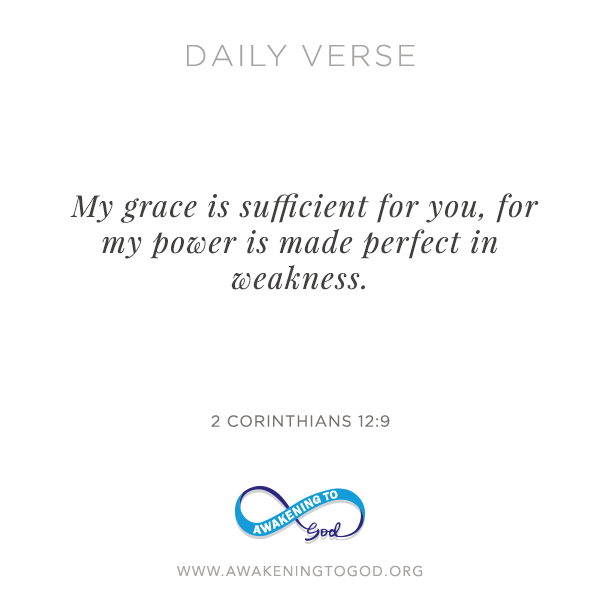 DAILY VERSE
My grace is sufficient for you, for
my power is made perfect in
weakness.
2 CORINTHIANS 12:9
AWAKENING TO
God
WWW.AWAKENINGTOGOD.ORG